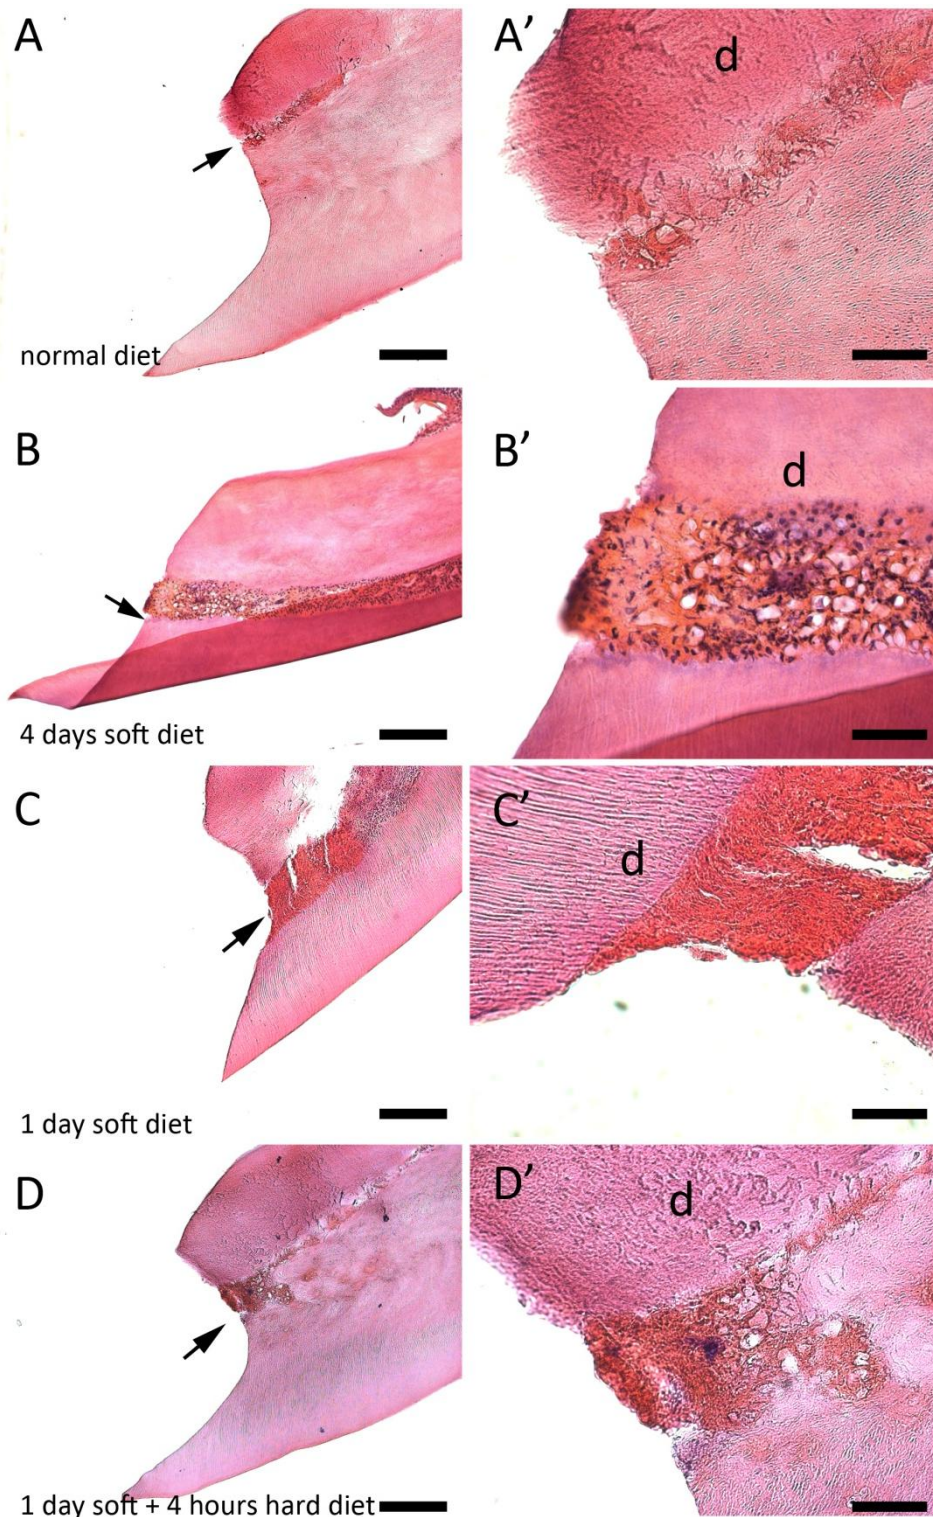 A
A’
d
normal diet
B
B’
d
4 days soft diet
C
C’
d
1 day soft diet
D
D’
d
1 day soft + 4 hours hard diet